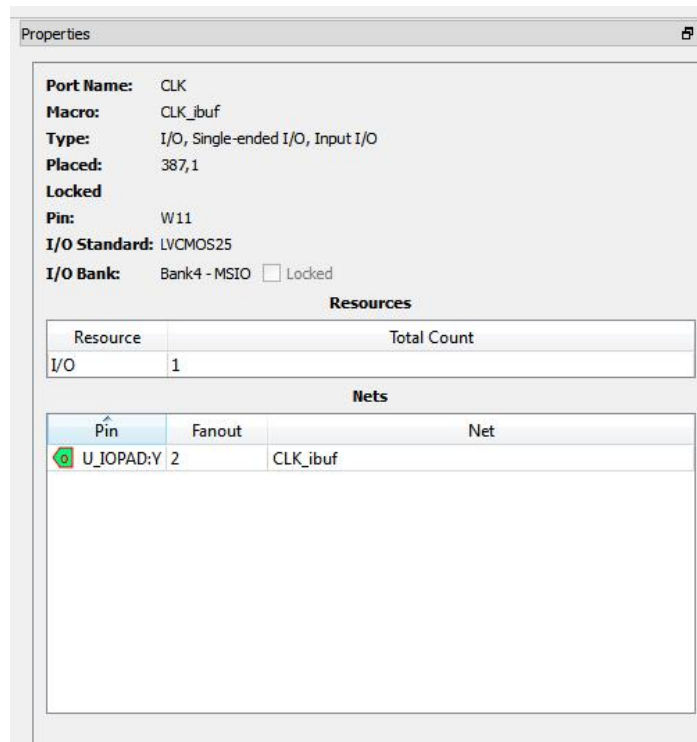 Properties
Port Name: CLK
Macro: CLK_ibuf
Type: I/O, Single-ended I/O, Input I/O
Placed: 387,1
Locked
Pin: W11
I/O Standard: LVCMOS25
I/O Bank: Bank4 - MSIO Locked
Resources
Resource Total Count
I/O 1
Nets
Pin Fanout Net
O U_IOPAD:Y 2 CLK_ibuf